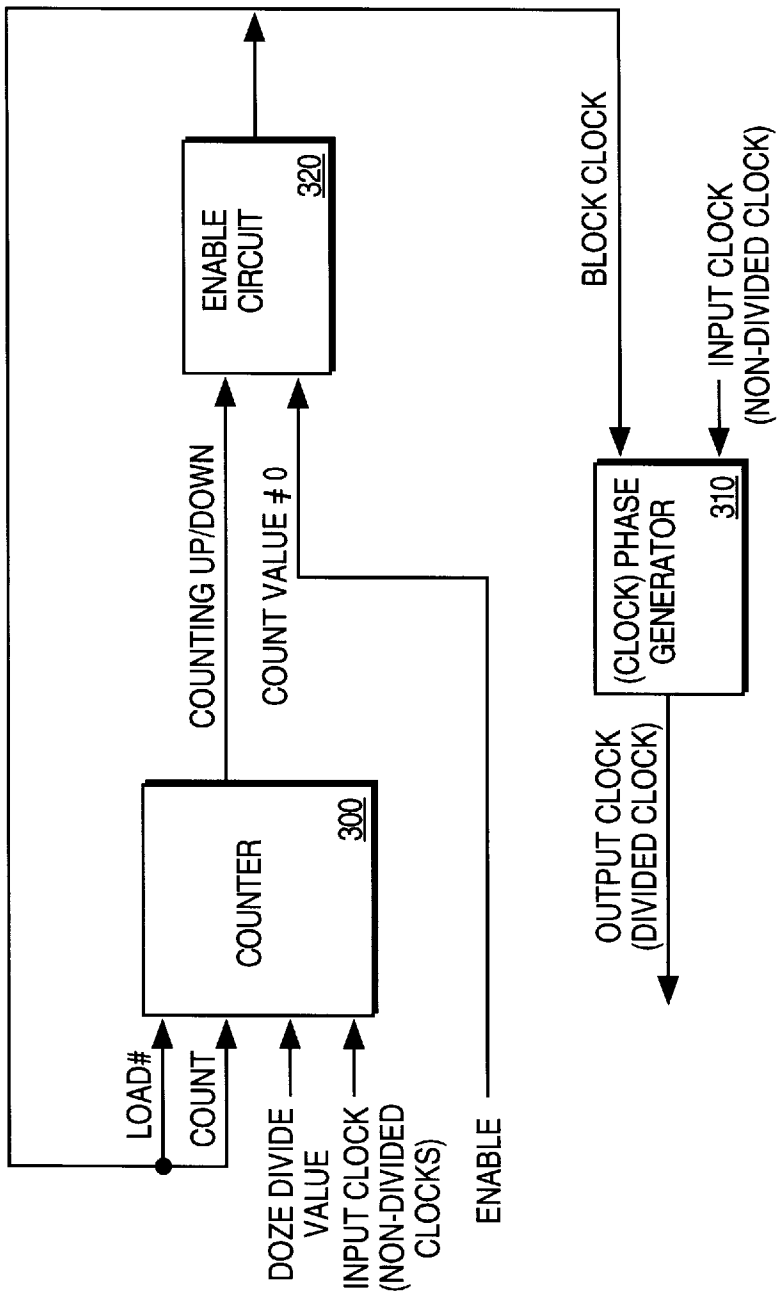 LOAD#
COUNT
DOZE DIVIDE
VALUE
INPUT CLOCK
(NON-DIVIDED
CLOCKS)
ENABLE
COUNTER
300
COUNTING UP/DOWN
COUNT VALUE ≠ 0
ENABLE
CIRCUIT
320
BLOCK CLOCK
INPUT CLOCK
(NON-DIVIDED CLOCK)
(CLOCK) PHASE
GENERATOR
310
OUTPUT CLOCK
(DIVIDED CLOCK)